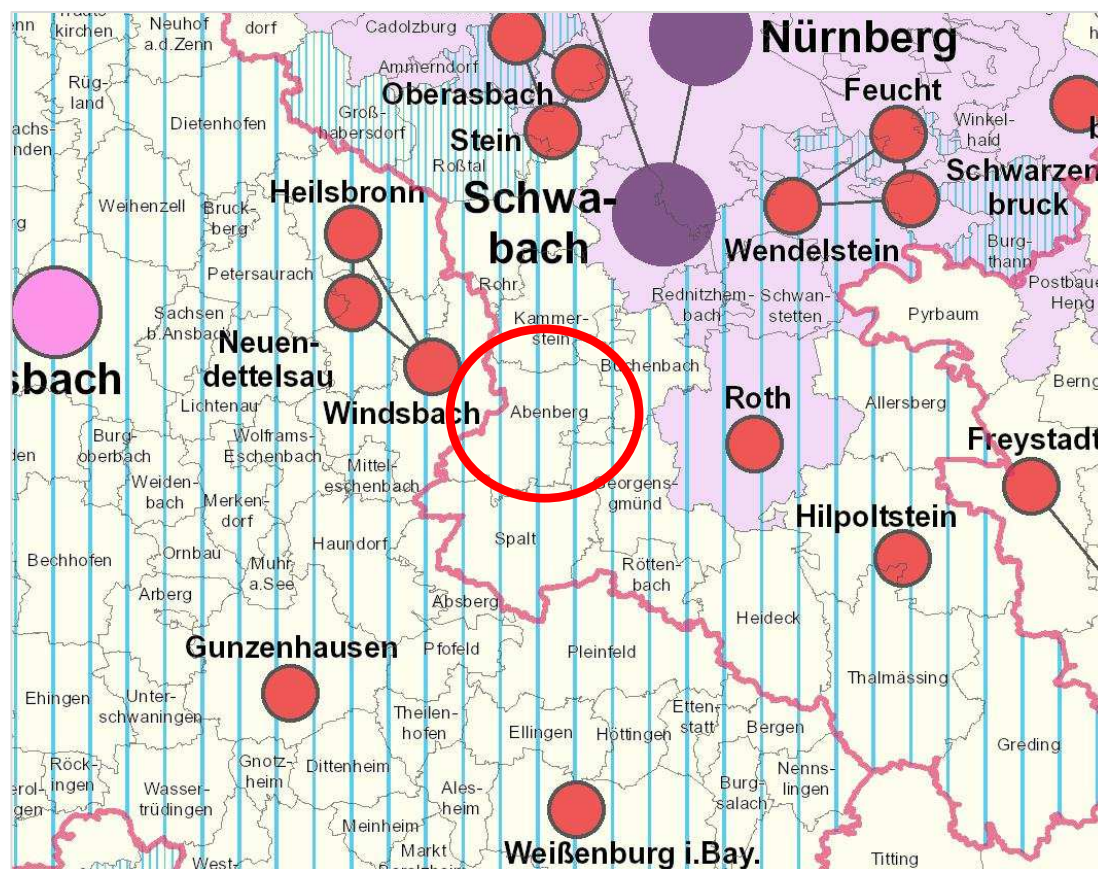 Neuhof
a.d.Zenn
dorf
kirchen
Cadolzburg
Nürnberg
Ammerndorf
Oberasbach
Feucht
Rüg-
land
Groß-
habersdorf
Winkel-
haid
Dietenhofen
Stein
Roßtal
Heilsbronn
Schwa-
bach
Schwarzen
bruck
Weihenzell
Bruck-
berg
Wendelstein
Burg-
thann
Petersaurach
Rohr
Rednitzhem-
bach
Schwan-
stetten
Postbauer
Heng
Sachsen
b.Ansbach
Kammer-
stein
Pyrbaum
Neuen-
dettelsau
sbach
Büchenbach
Berng
Lichtenau
Windsbach
Abenberg
Roth
Allersberg
Burg-
oberbach
Wolframs-
Eschenbach
Freystadt
Weiden-
bach
Mittel-
eschenbach
Merken-
dorf
Georgens-
gmünd
Hilpoltstein
Bechhofen
Ornbau
Haundorf
Spalt
Muhr
a.See
Rötten-
bach
Arberg
Absberg
Heideck
Gunzenhausen
Pfofeld
Pleinfeld
Thalmässing
Ehingen
Unter-
schwaningen
Theilen-
hofen
Ellingen
Höttingen
Etten-
statt
Bergen
Greding
Röck-
ingen
Gnotz-
heim
Dittenheim
Nenns-
lingen
Wasser-
trüdingen
Ales-
heim
Burg-
salach
Meinheim
Markt
Weißenburg i.Bay.
West-
Titting